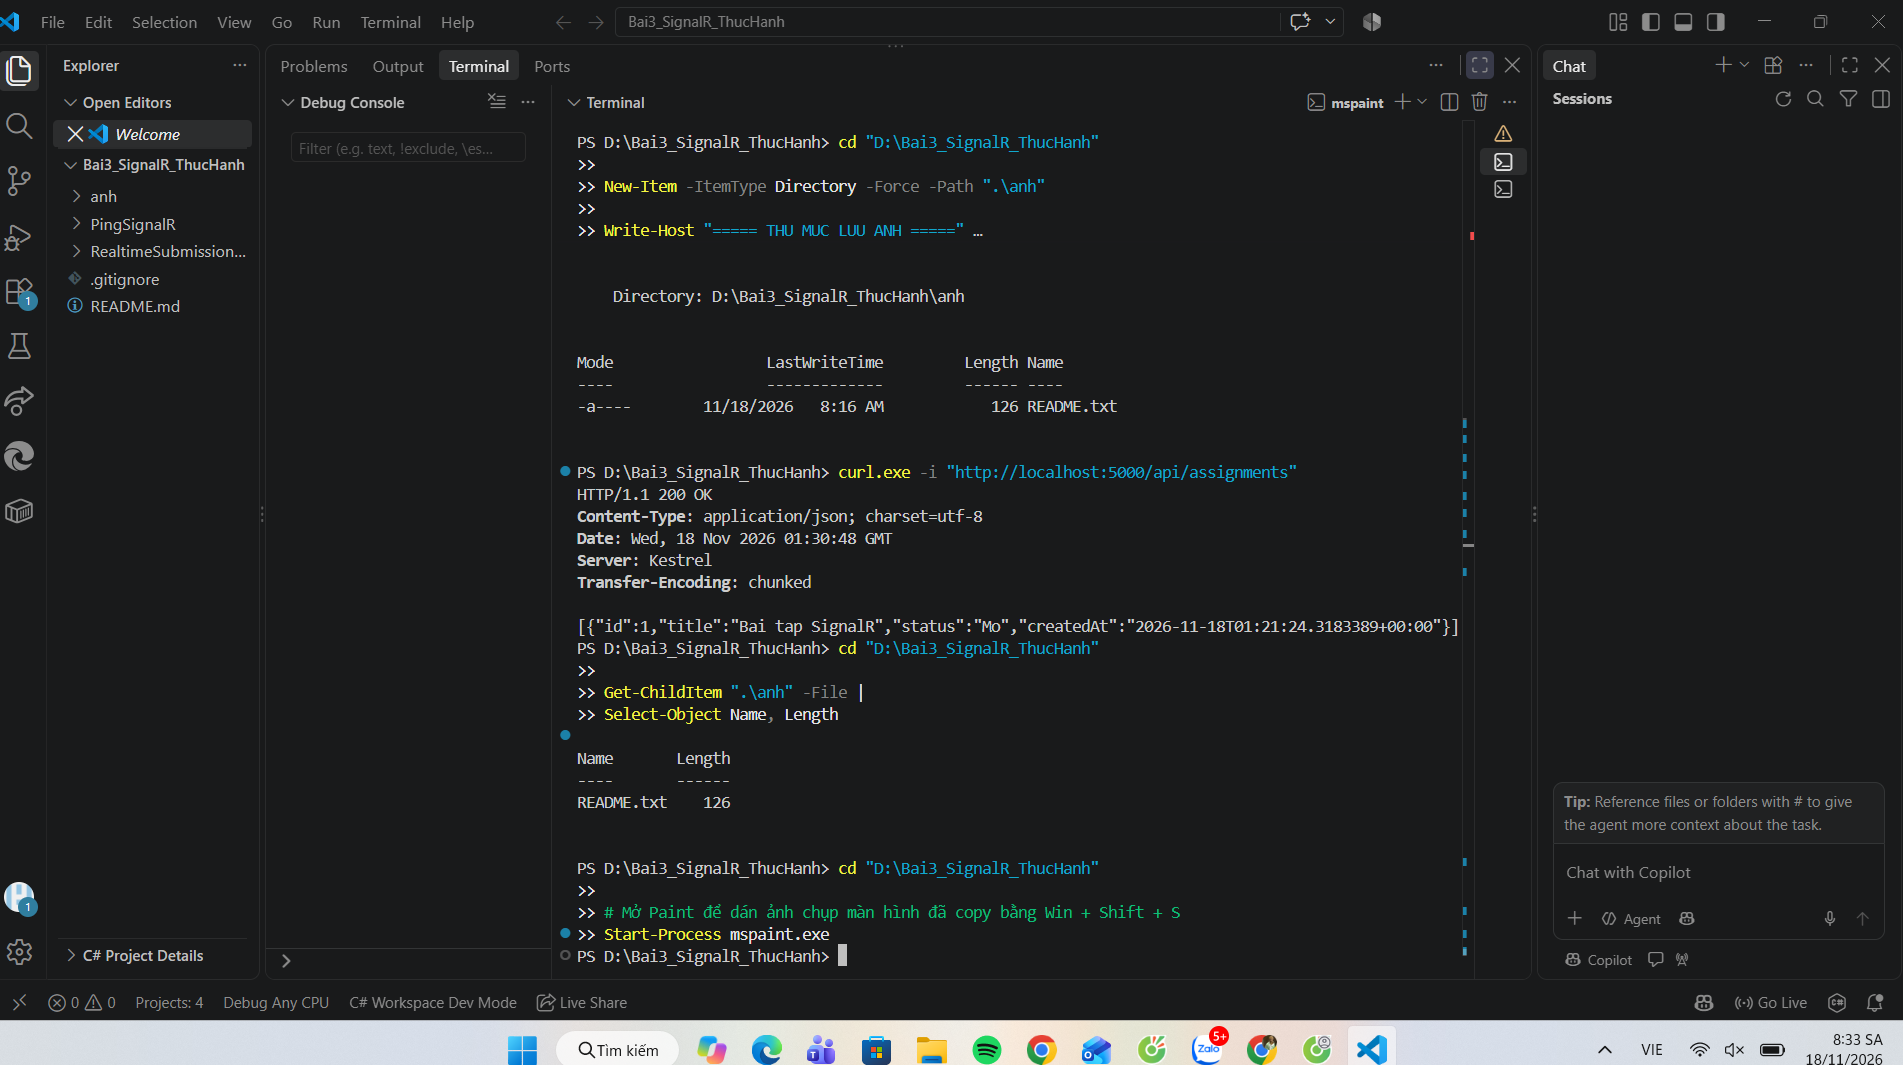 File Edit Selection View Go Run Terminal Help
Bai3_SignalR_ThucHanh
Explorer
Open Editors
Welcome
Bai3_SignalR_ThucHanh
anh
PingSignalR
RealtimeSubmission...
.gitignore
README.md
C# Project Details
Problems Output Terminal Ports
Debug Console
Filter (e.g. text, !exclude, \es...
Terminal
mspaint
PS D:\Bai3_SignalR_ThucHanh> cd "D:\Bai3_SignalR_ThucHanh"
>>
>> New-Item -ItemType Directory -Force -Path ".\anh"
>>
>> Write-Host "===== THU MUC LUU ANH =====" …
Directory: D:\Bai3_SignalR_ThucHanh\anh
Mode LastWriteTime Length Name
---- ------------- ------ ----
-a---- 11/18/2026 8:16 AM 126 README.txt
PS D:\Bai3_SignalR_ThucHanh> curl.exe -i "http://localhost:5000/api/assignments"
HTTP/1.1 200 OK
Content-Type: application/json; charset=utf-8
Date: Wed, 18 Nov 2026 01:30:48 GMT
Server: Kestrel
Transfer-Encoding: chunked
[{"id":1,"title":"Bai tap SignalR","status":"Mo","createdAt":"2026-11-18T01:21:24.3183389+00:00"}]
PS D:\Bai3_SignalR_ThucHanh> cd "D:\Bai3_SignalR_ThucHanh"
>>
>> Get-ChildItem ".\anh" -File |
>> Select-Object Name, Length
Name Length
---- ------
README.txt 126
PS D:\Bai3_SignalR_ThucHanh> cd "D:\Bai3_SignalR_ThucHanh"
>>
>> # Mở Paint để dán ảnh chụp màn hình đã copy bằng Win + Shift + S
>> Start-Process mspaint.exe
PS D:\Bai3_SignalR_ThucHanh>
Chat
Sessions
Tip: Reference files or folders with # to give
the agent more context about the task.
Chat with Copilot
Agent
Copilot
1
1
0 0 Projects: 4 Debug Any CPU C# Workspace Dev Mode Live Share
Go Live
Tìm kiếm
Zalo
5+
VIE
8:33 SA
18/11/2026